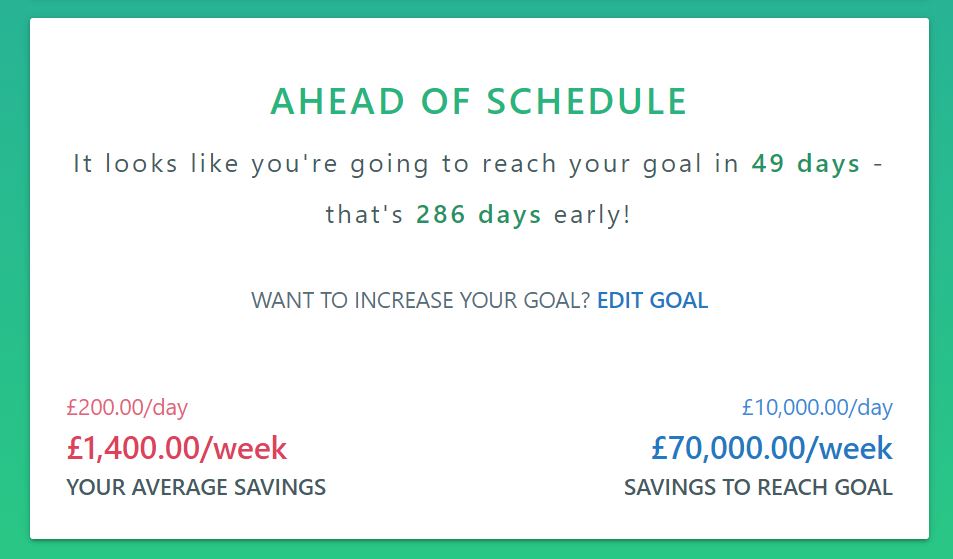 AHEAD OF SCHEDULE
It looks like you're going to reach your goal in 49 days -
that's 286 days early!
WANT TO INCREASE YOUR GOAL? EDIT GOAL
£200.00/day
£1,400.00/week
YOUR AVERAGE SAVINGS
£10,000.00/day
£70,000.00/week
SAVINGS TO REACH GOAL